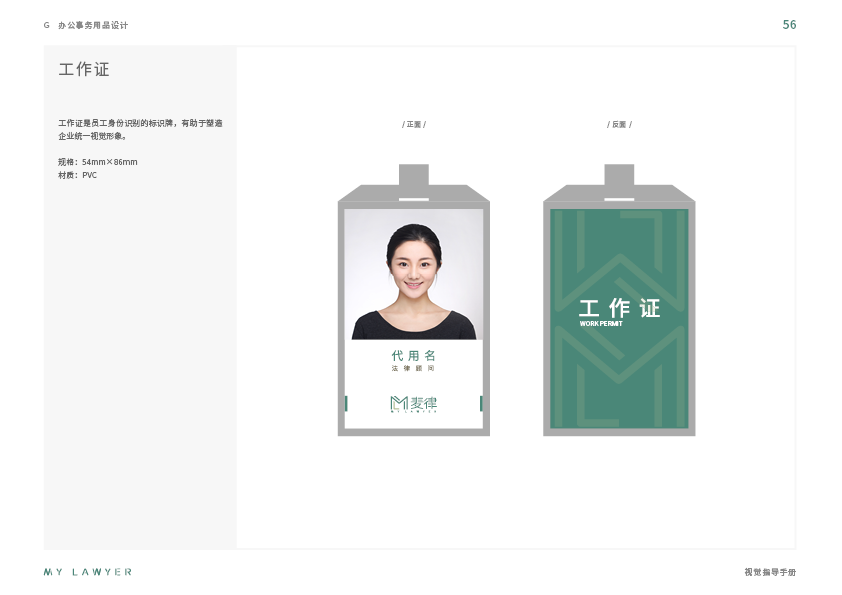 G 办公事务用品设计
56
工作证
工作证是员工身份识别的标识牌，有助于塑造
企业统一视觉形象。
规格：54mm×86mm
材质：PVC
/ 正面 /
/ 反面 /
代用名
法律顾问
麦律
MY LAWYER
工作证
WORK PERMIT
MY LAWYER
视觉指导手册